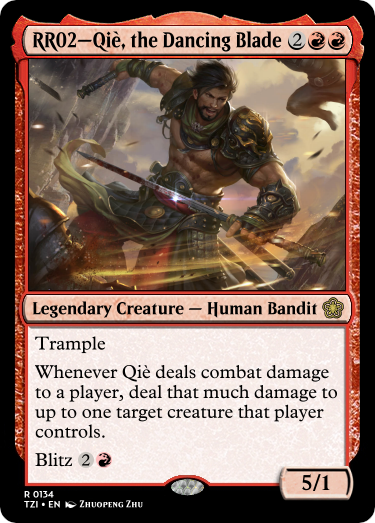 RR02–Qiè, the Dancing Blade 2
Legendary Creature — Human Bandit
Trample
Whenever Qiè deals combat damage
to a player, deal that much damage to
up to one target creature that player
controls.
Blitz 2
5/1
R 0134
TZI • EN Zhuopeng Zhu